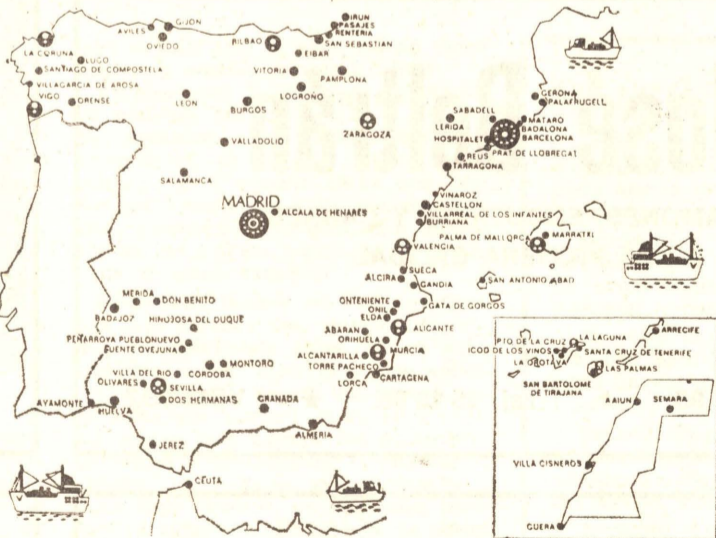 IRUN
PASAJES
RENTERIA
SAN SEBASTIAN
AVILES
GIJON
OVIEDO
BILBAO
EIBAR
LA CORUNA
LUGO
SANTIAGO DE COMPOSTELA
VITORIA
PAMPLONA
VILLAGARCIA DE AROSA
LOGROÑO
VIGO
ORENSE
LEON
BURGOS
GERONA
PALAFRUGELL
SABADELL
MATARO
LERIDA
BADALONA
ZARAGOZA
HOSPITALET
BARCELONA
VALLADOLID
PRAT DE LLOBREGAT
REUS
TARRAGONA
SALAMANCA
VINAROZ
MADRID
CASTELLON
ALCALA DE HENARES
VILLARREAL DE LOS INFANTES
BURRIANA
PALMA DE MALLORCA
MARRATXI
VALENCIA
SUECA
ALCIRA
GANDIA
SAN ANTONIO ABAD
MERIDA
DON BENITO
ONTENIENTE
GATA DE GORGOS
BADAJOZ
ONIL
HINOJOSA DEL DUQUE
ELDA
ALICANTE
ABARAN
ORIHUELA
PEÑARROYA PUEBLONUEVO
FUENTE OVEJUNA
ALCANTARILLA
MURCIA
MONTORO
TORRE PACHECO
VILLA DEL RIO
CORDOBA
LORCA
CARTAGENA
OLIVARES
SEVILLA
AYAMONTE
HUELVA
DOS HERMANAS
GRANADA
ALMERIA
JEREZ
CEUTA
ARRECIFE
PTO DE LA CRUZ
LA LAGUNA
ICOD DE LOS VINOS
SANTA CRUZ DE TENERIFE
LA OROTAVA
LAS PALMAS
SAN BARTOLOME
DE TIRAJANA
AAIUN
SEMARA
VILLA CISNEROS
GUERA